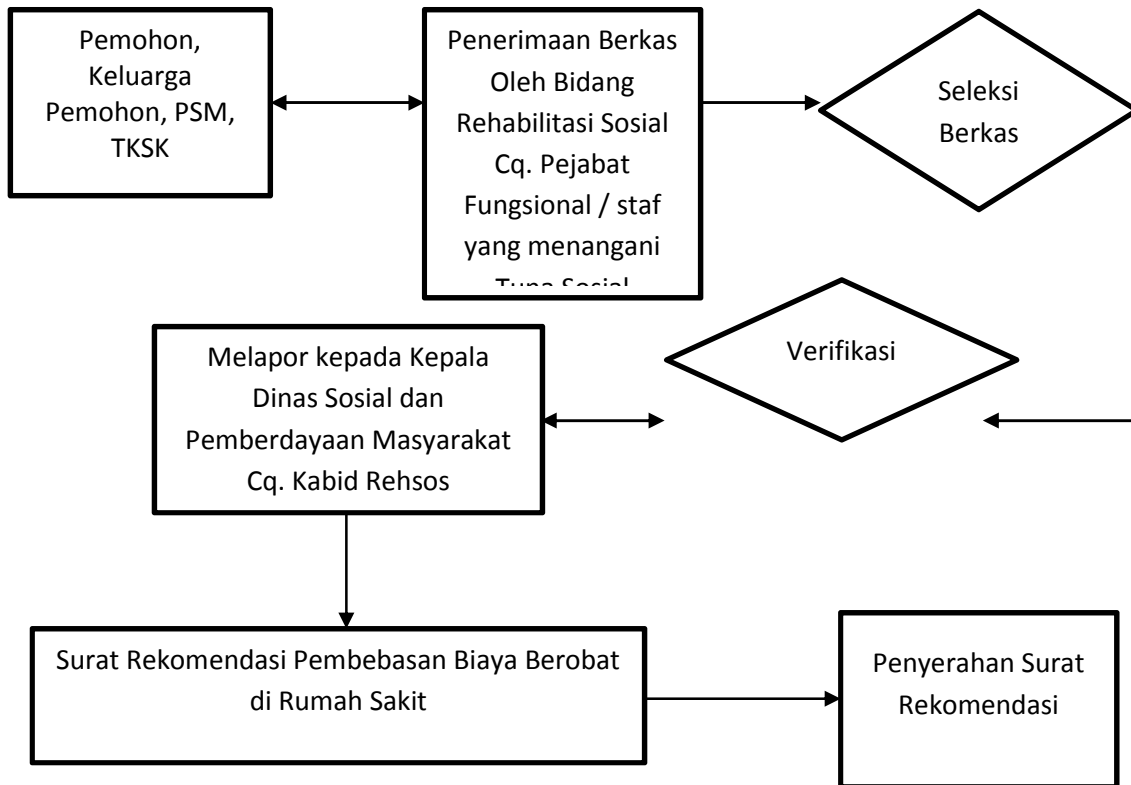 Pemohon,
Keluarga
Pemohon, PSM,
TKSK
Penerimaan Berkas
Oleh Bidang
Rehabilitasi Sosial
Cq. Pejabat
Fungsional / staf
yang menangani
Tuna Sosial
Seleksi
Berkas
Verifikasi
Melapor kepada Kepala
Dinas Sosial dan
Pemberdayaan Masyarakat
Cq. Kabid Rehsos
Surat Rekomendasi Pembebasan Biaya Berobat
di Rumah Sakit
Penyerahan Surat
Rekomendasi